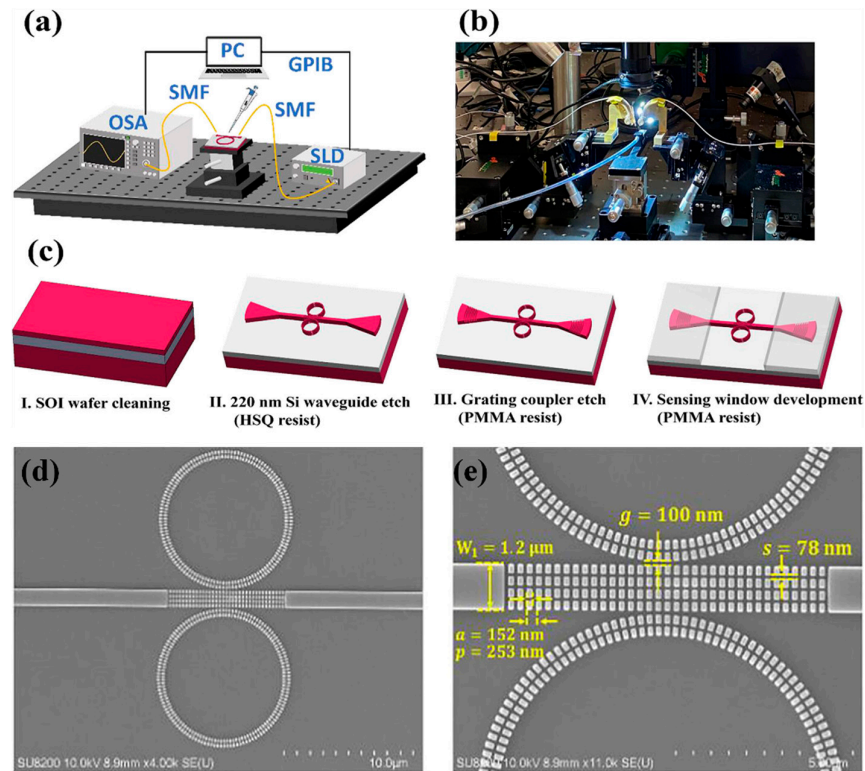 (a)
PC
GPIB
SMF
SMF
OSA
SLD
(b)
(c)
I. SOI wafer cleaning
II. 220 nm Si waveguide etch
(HSQ resist)
III. Grating coupler etch
(PMMA resist)
IV. Sensing window development
(PMMA resist)
(d)
SU8200 10.0kV 8.9mm x4.00k SE(U)
10.0μm
(e)
g = 100 nm
W₁ = 1.2 μm
s = 78 nm
a = 152 nm
p = 253 nm
10.0kV 8.9mm x11.0k SE(U)